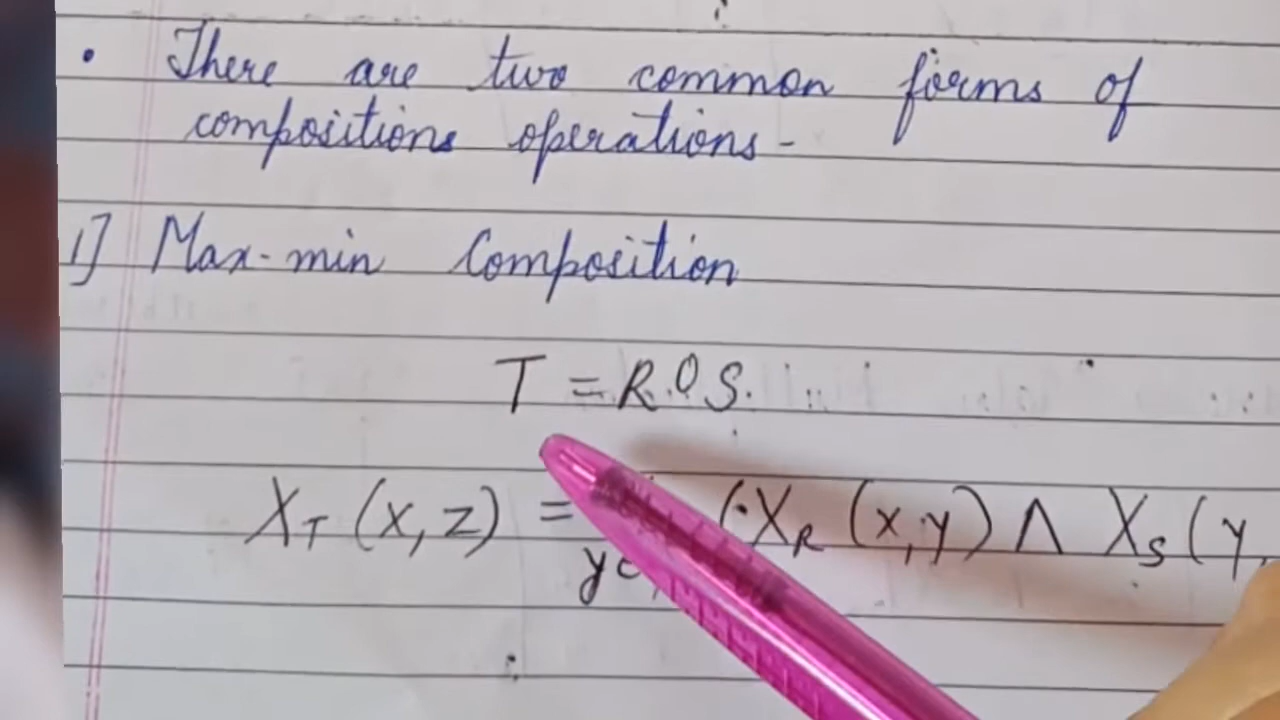 • There are two common forms of
compositions operations -
1] Max-min Composition
T = R O S.
X_T (x, z) = (X_R (x, y) ∧ X_S (y,
y ∈